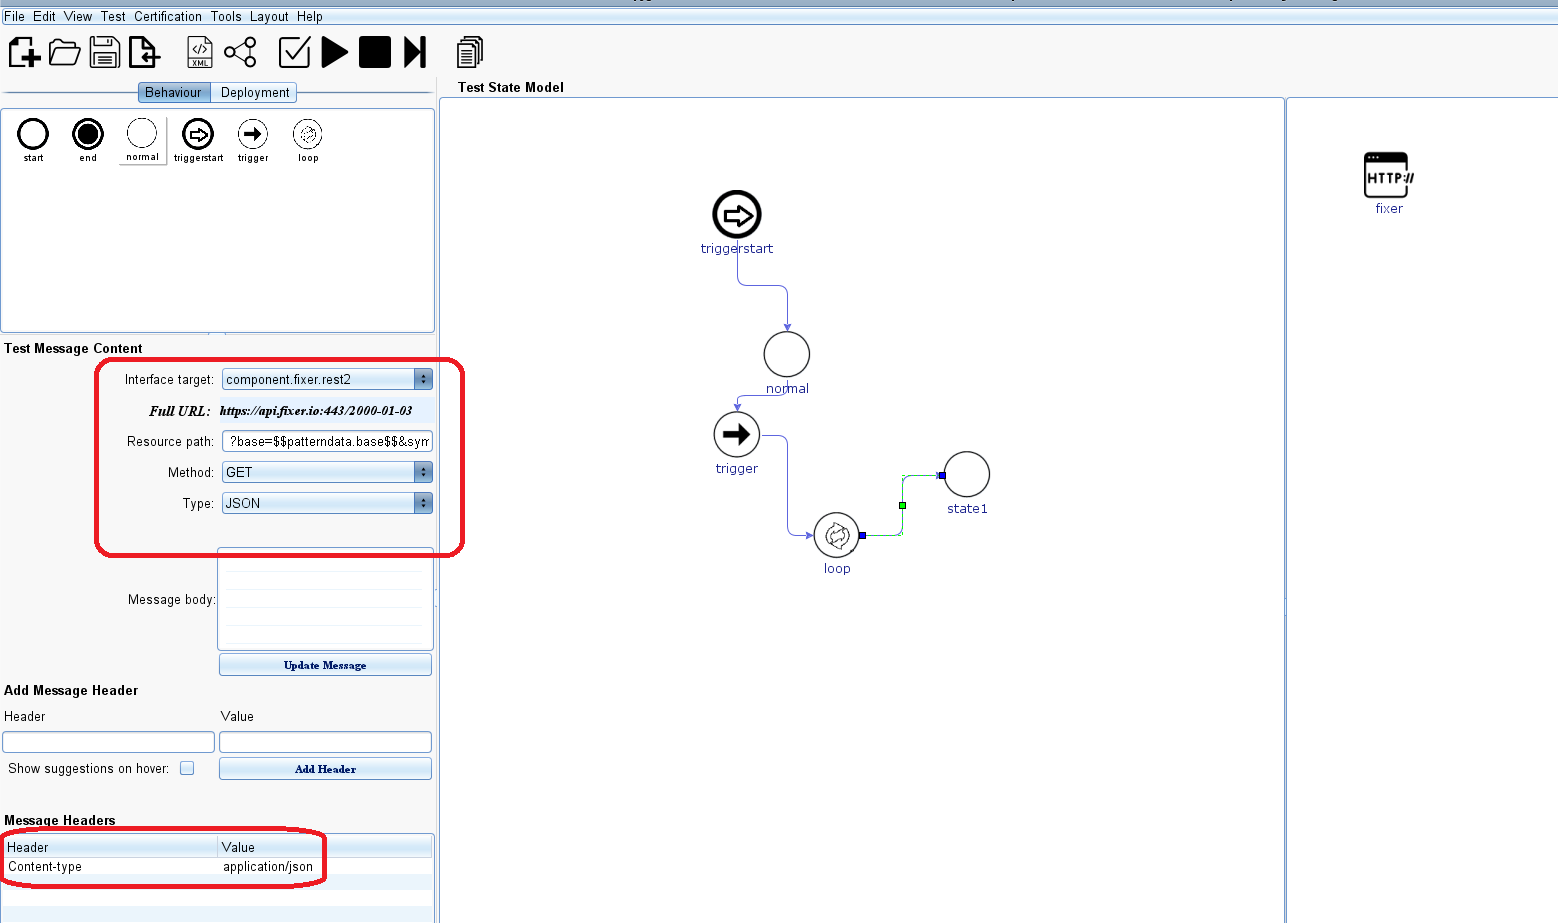 File Edit View Test Certification Tools Layout Help
</>
XML
Behaviour Deployment
Test State Model
start end normal triggerstart trigger loop
HTTP://
fixer
triggerstart
normal
trigger
loop
state1
Test Message Content
Interface target: component.fixer.rest2
Full URL: https://api.fixer.io:443/2000-01-03
Resource path: ?base=$$patterndata.base$$&sym
Method: GET
Type: JSON
Message body:
Update Message
Add Message Header
Header Value
Show suggestions on hover:
Add Header
Message Headers
Header Value
Content-type application/json